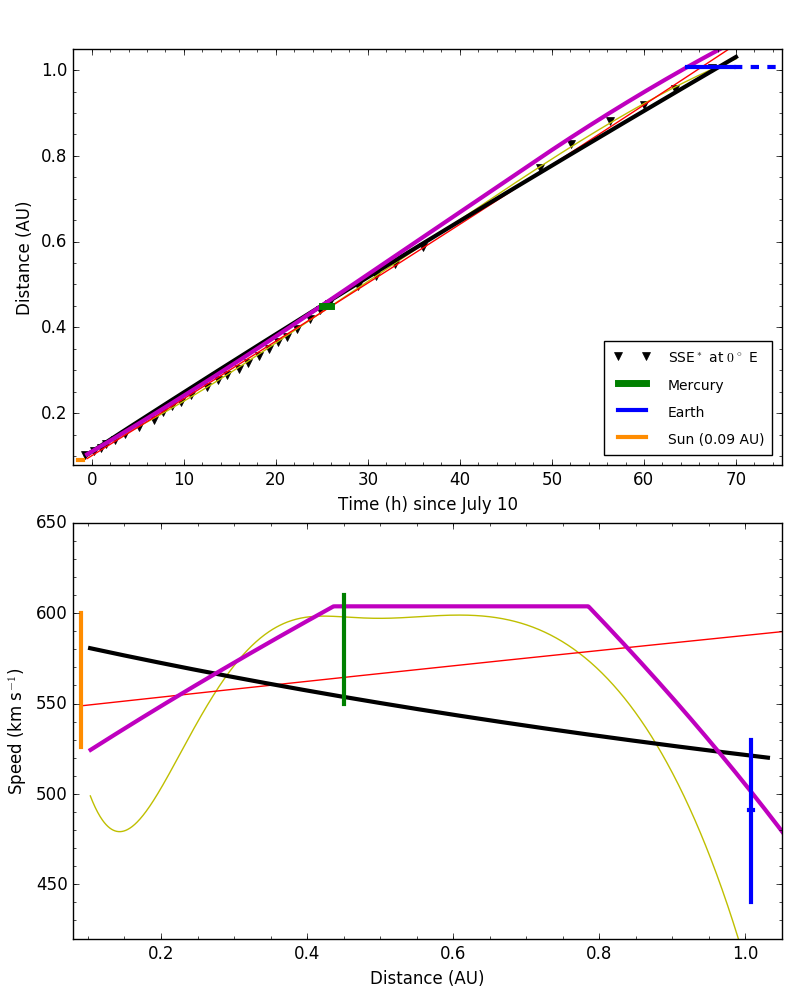 1.0
0.8
0.6
0.4
0.2
Distance (AU)
SSE* at 0° E
Mercury
Earth
Sun (0.09 AU)
0 10 20 30 40 50 60 70
Time (h) since July 10
650
600
550
500
450
Speed (km s⁻¹)
0.2 0.4 0.6 0.8 1.0
Distance (AU)